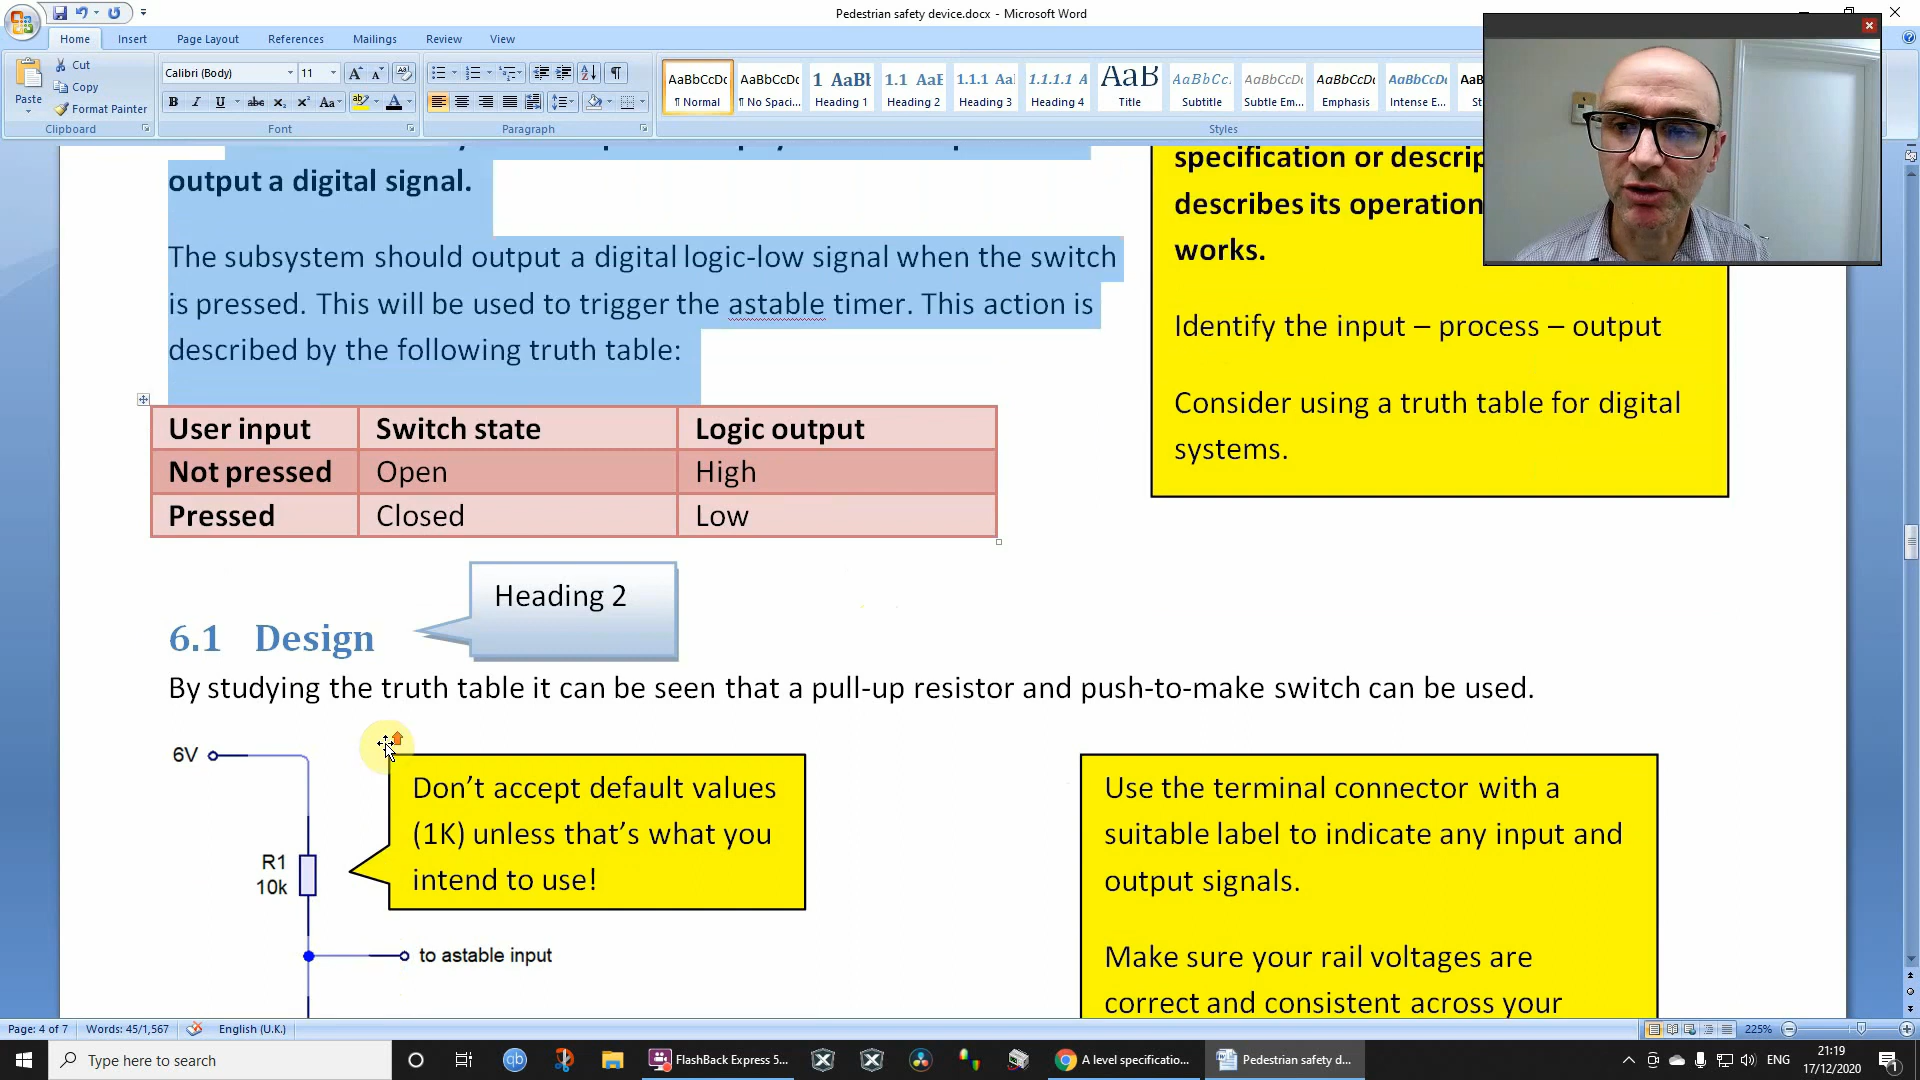 Pedestrian safety device.docx - Microsoft Word
Home Insert Page Layout References Mailings Review View
Paste
Cut
Copy
Format Painter
Clipboard
Calibri (Body) 11
B I U abc x₂ x² Aa A
Font
Paragraph
AaBbCcDc AaBbCcDc 1 AaBb 1.1 AaB 1.1.1 Aa 1.1.1.1 A AaB AaBbCc. AaBbCcDc AaBbCcDc AaBbCcDc
¶ Normal ¶ No Spaci... Heading 1 Heading 2 Heading 3 Heading 4 Title Subtitle Subtle Em... Emphasis Intense E...
Styles
output a digital signal.
The subsystem should output a digital logic-low signal when the switch
is pressed. This will be used to trigger the astable timer. This action is
described by the following truth table:
User input Switch state Logic output
Not pressed Open High
Pressed Closed Low
specification or descrip
describes its operation
works.
Identify the input – process – output
Consider using a truth table for digital
systems.
Heading 2
6.1 Design
By studying the truth table it can be seen that a pull-up resistor and push-to-make switch can be used.
6V
R1
10k
to astable input
Don't accept default values
(1K) unless that's what you
intend to use!
Use the terminal connector with a
suitable label to indicate any input and
output signals.
Make sure your rail voltages are
correct and consistent across your
Page: 4 of 7 Words: 45/1,567 English (U.K.) 225%
Type here to search
qb
FlashBack Express 5...
A level specificatio...
Pedestrian safety d...
ENG
21:19
17/12/2020
1